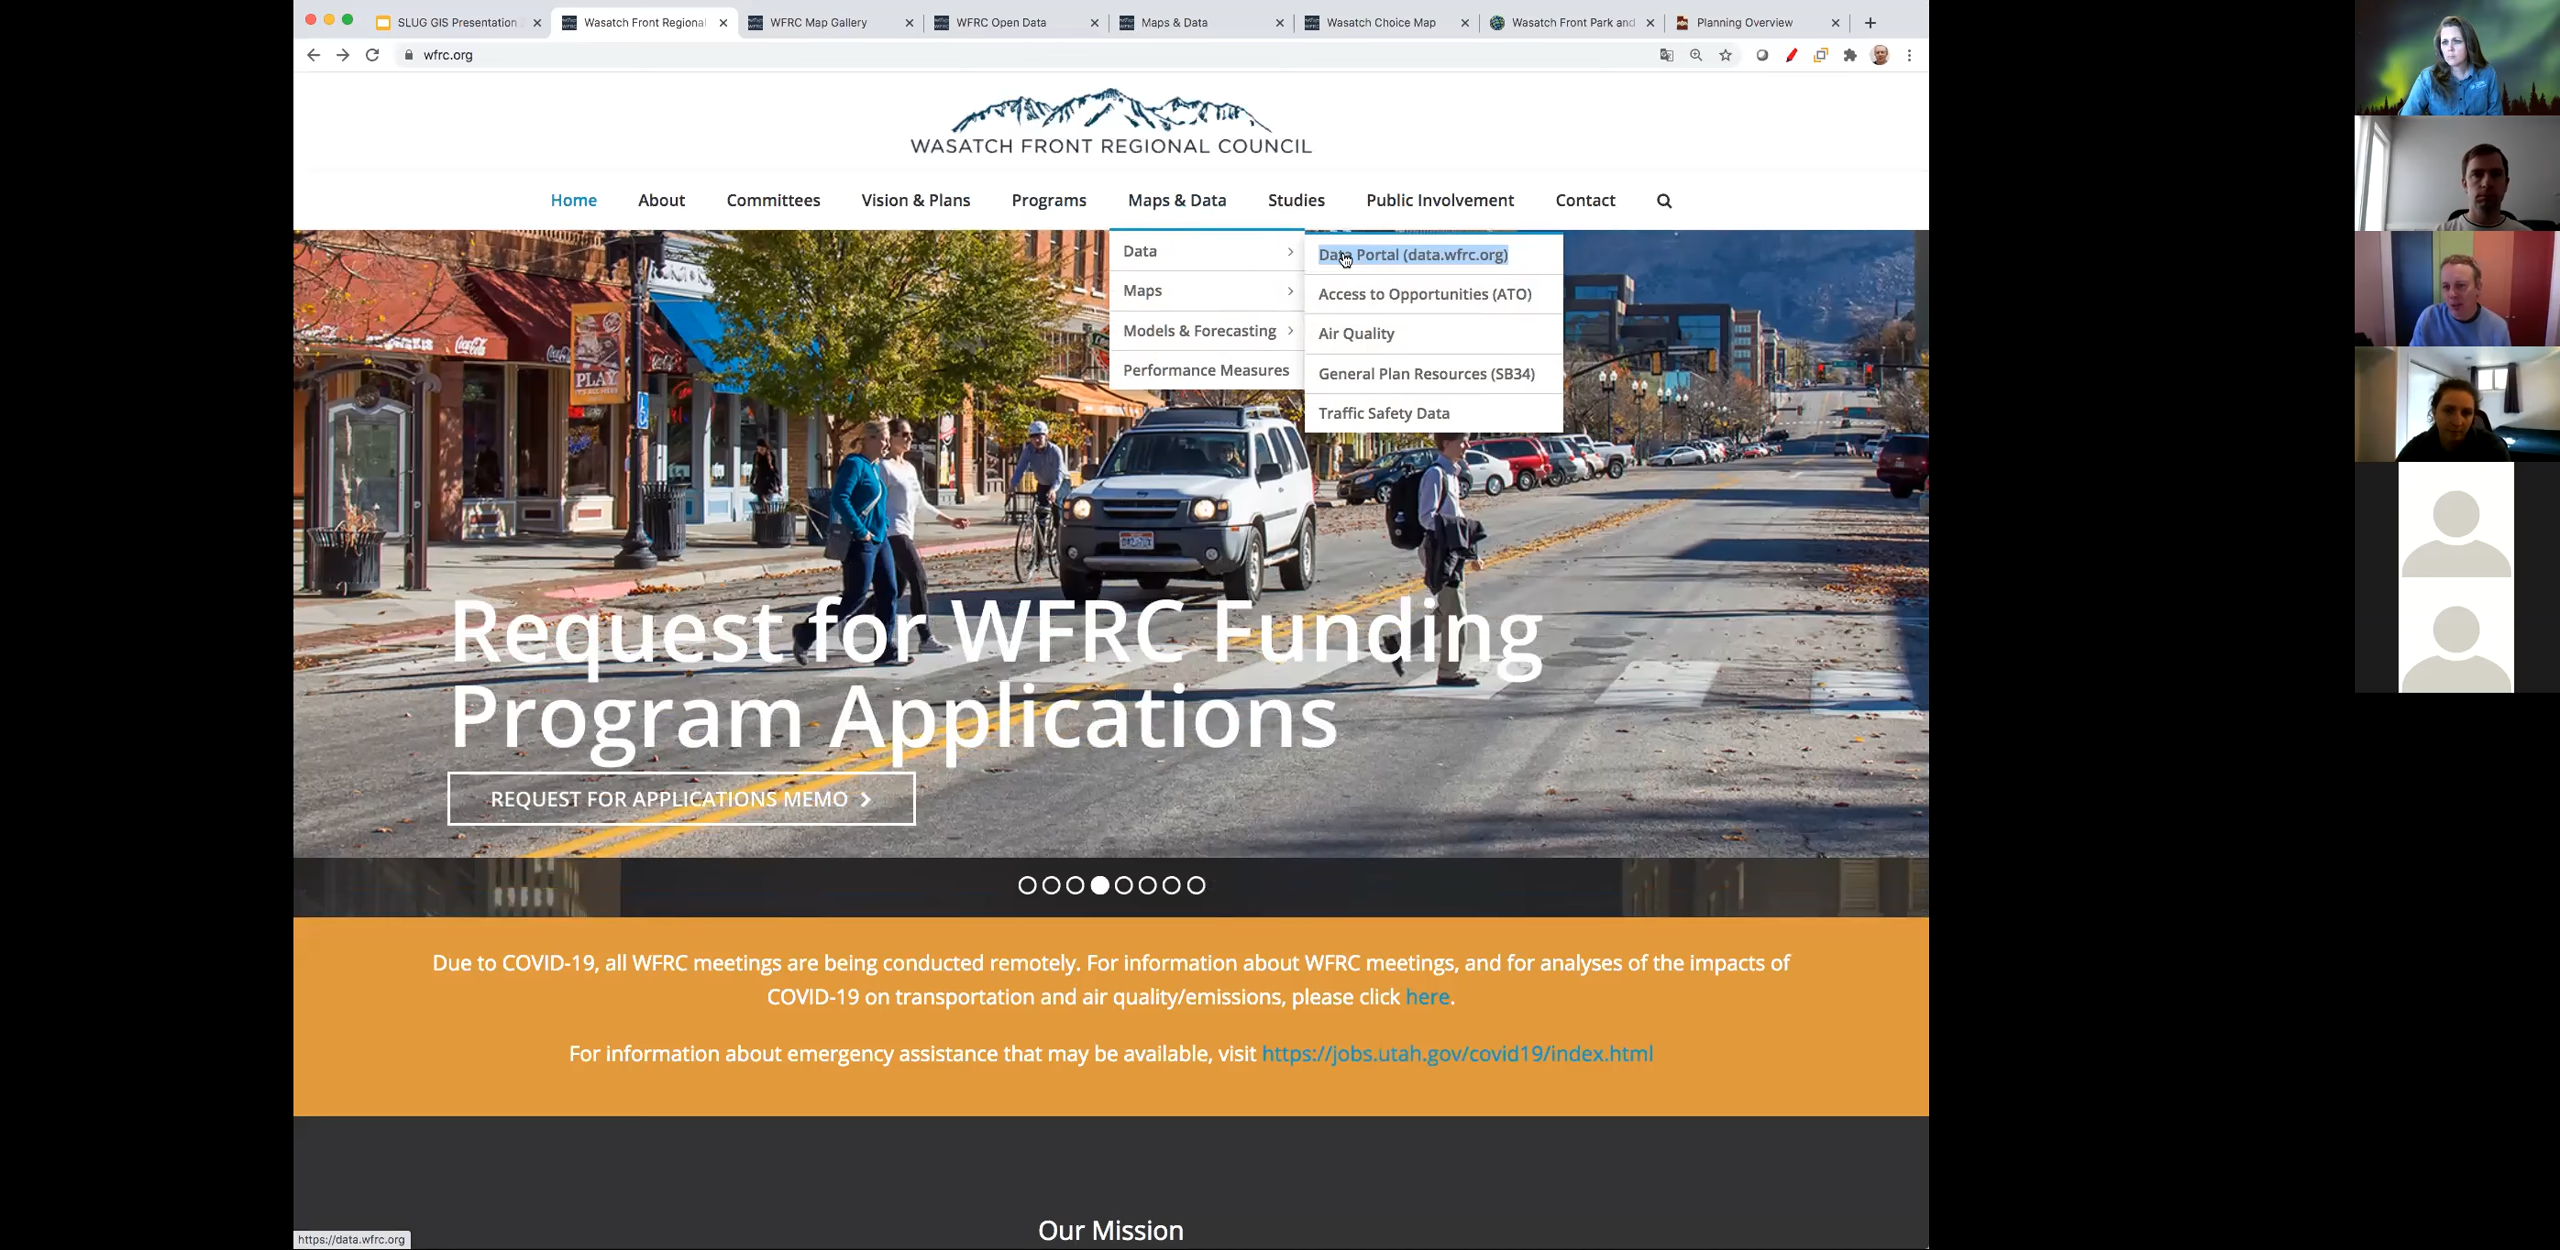 SLUG GIS Presentation
Wasatch Front Regional
WFRC Map Gallery
WFRC Open Data
Maps & Data
Wasatch Choice Map
Wasatch Front Park and
Planning Overview
wfrc.org
WASATCH FRONT REGIONAL COUNCIL
Home
About
Committees
Vision & Plans
Programs
Maps & Data
Studies
Public Involvement
Contact
Data
Maps
Models & Forecasting
Performance Measures
Data Portal (data.wfrc.org)
Access to Opportunities (ATO)
Air Quality
General Plan Resources (SB34)
Traffic Safety Data
Coca-Cola
PLAY
Request for WFRC Funding
Program Applications
REQUEST FOR APPLICATIONS MEMO
Due to COVID-19, all WFRC meetings are being conducted remotely. For information about WFRC meetings, and for analyses of the impacts of
COVID-19 on transportation and air quality/emissions, please click here.
For information about emergency assistance that may be available, visit https://jobs.utah.gov/covid19/index.html
Our Mission
https://data.wfrc.org